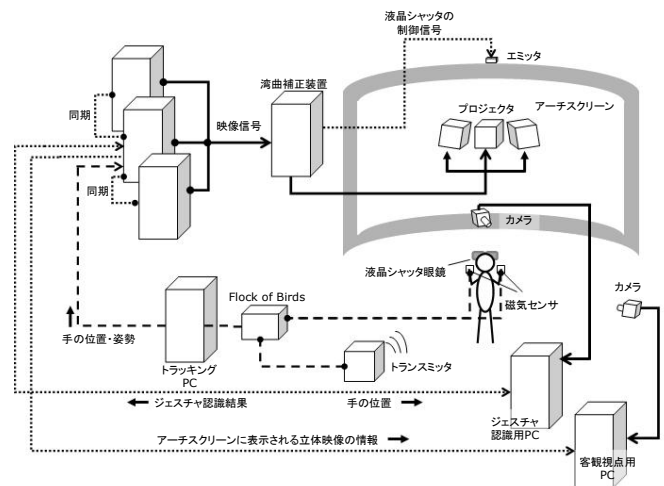 液晶シャッタの
制御信号
エミッタ
湾曲補正装置
プロジェクタ
アーチスクリーン
同期
映像信号
同期
カメラ
液晶シャッタ眼鏡
カメラ
磁気センサ
Flock of Birds
手の位置・姿勢
トラッキング
PC
トランスミッタ
ジェスチャ認識結果
手の位置
ジェスチャ
認識用PC
アーチスクリーンに表示される立体映像の情報
客観視点用
PC